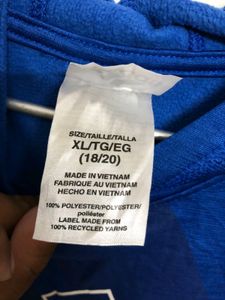 SIZE/TAILLE/TALLA
XL/TG/EG
(18/20)
MADE IN VIETNAM
FABRIQUE AU VIETNAM
HECHO EN VIETNAM
100% POLYESTER/POLYESTER/
poliéster
LABEL MADE FROM
100% RECYCLED YARNS